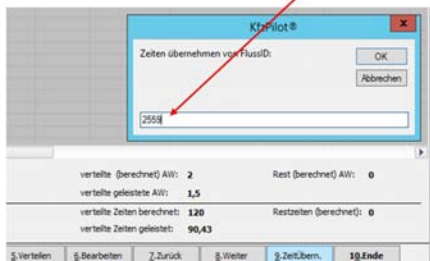 KfzPilot®
x
Zeiten übernehmen von FlussID:
OK
Abbrechen
2559
verteilte (berechnet) AW: 2 Rest (berechnet) AW: 0
verteilte geleistete AW: 1,5
verteilte Zeiten berechnet: 120 Restzeiten (berechnet): 0
verteilte Zeiten geleistet: 90,43
5.Verteilen 6.Bearbeiten 7.Zurück 8.Weiter 9.ZeitÜbern. 10.Ende